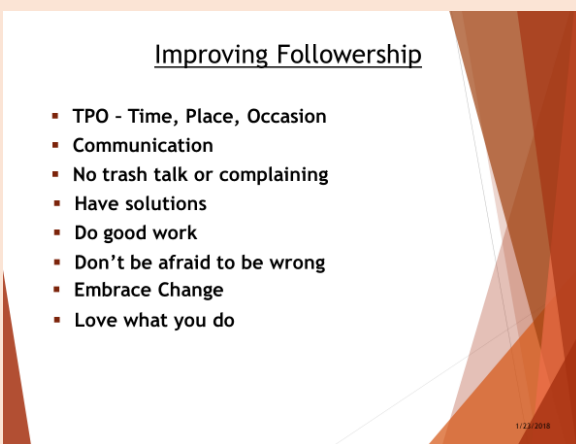 Improving Followership
TPO – Time, Place, Occasion
Communication
No trash talk or complaining
Have solutions
Do good work
Don't be afraid to be wrong
Embrace Change
Love what you do
1/23/2018